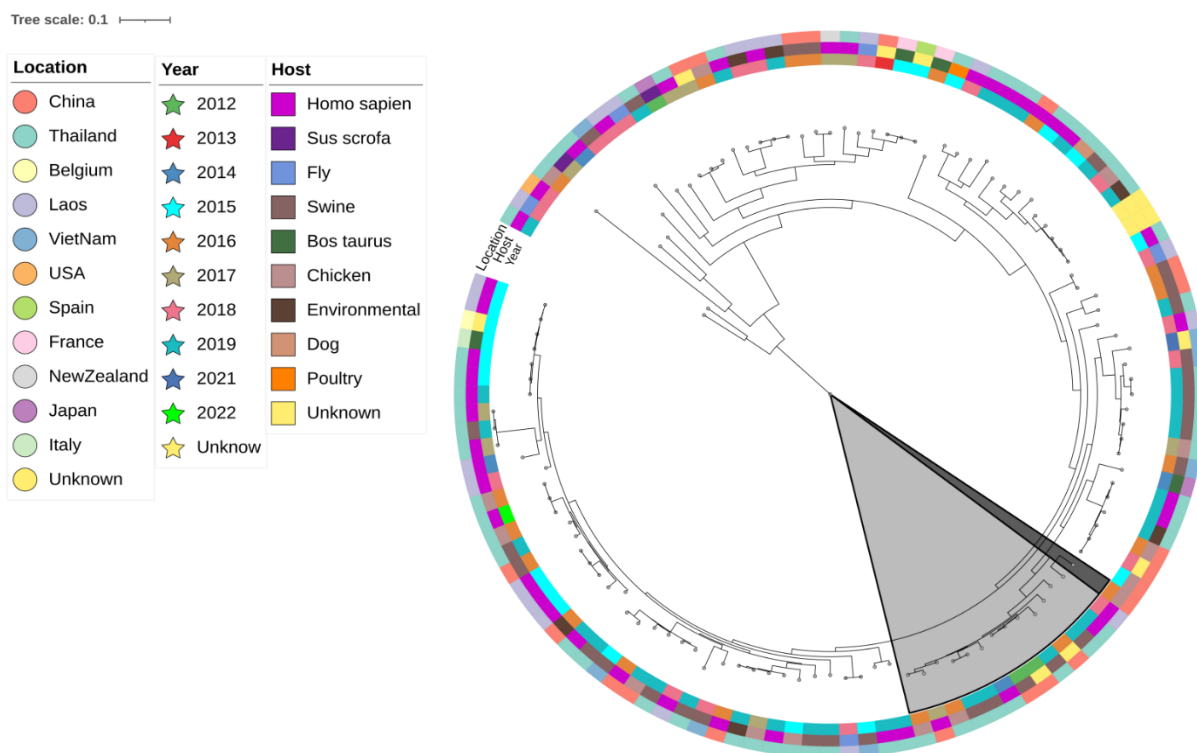 Tree scale: 0.1
Location
China
Thailand
Belgium
Laos
VietNam
USA
Spain
France
NewZealand
Japan
Italy
Unknown
Year
2012
2013
2014
2015
2016
2017
2018
2019
2021
2022
Unknow
Host
Homo sapien
Sus scrofa
Fly
Swine
Bos taurus
Chicken
Environmental
Dog
Poultry
Unknown
Location
Host
Year